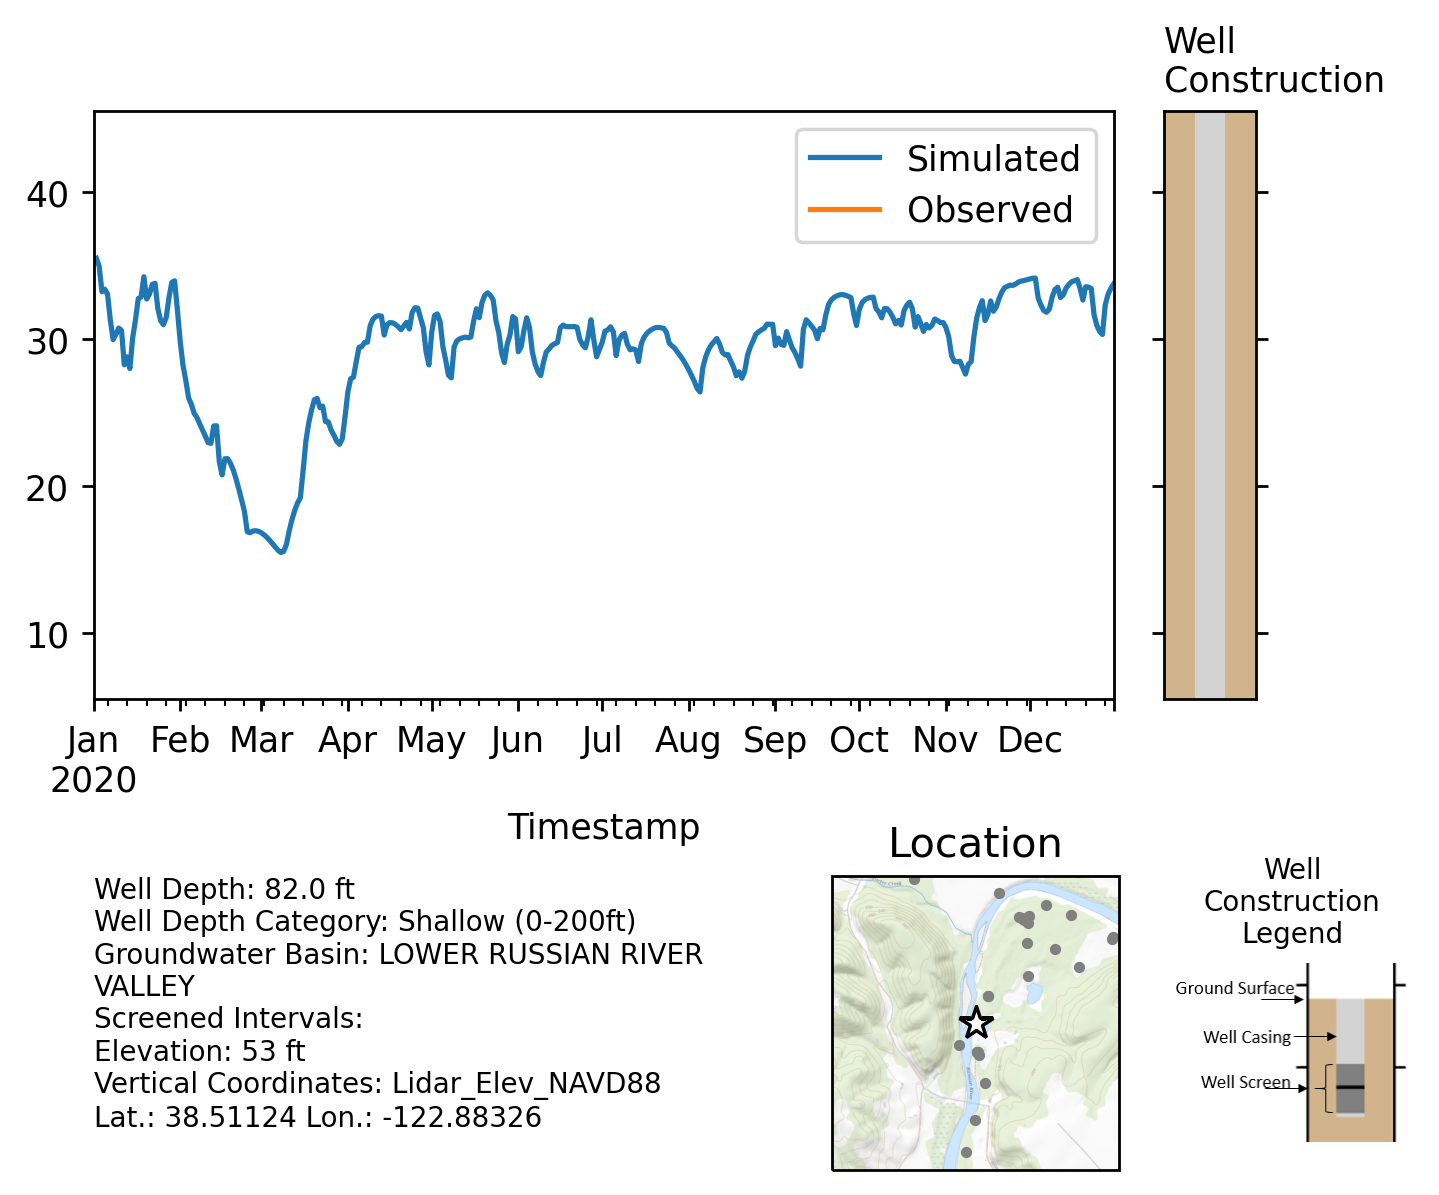 Well
Construction
Simulated
Observed
40
30
20
10
Jan
2020
Feb
Mar
Apr
May
Jun
Jul
Aug
Sep
Oct
Nov
Dec
Timestamp
Well Depth: 82.0 ft
Well Depth Category: Shallow (0-200ft)
Groundwater Basin: LOWER RUSSIAN RIVER
VALLEY
Screened Intervals:
Elevation: 53 ft
Vertical Coordinates: Lidar_Elev_NAVD88
Lat.: 38.51124 Lon.: -122.88326
Location
Well
Construction
Legend
Ground Surface
Well Casing
Well Screen